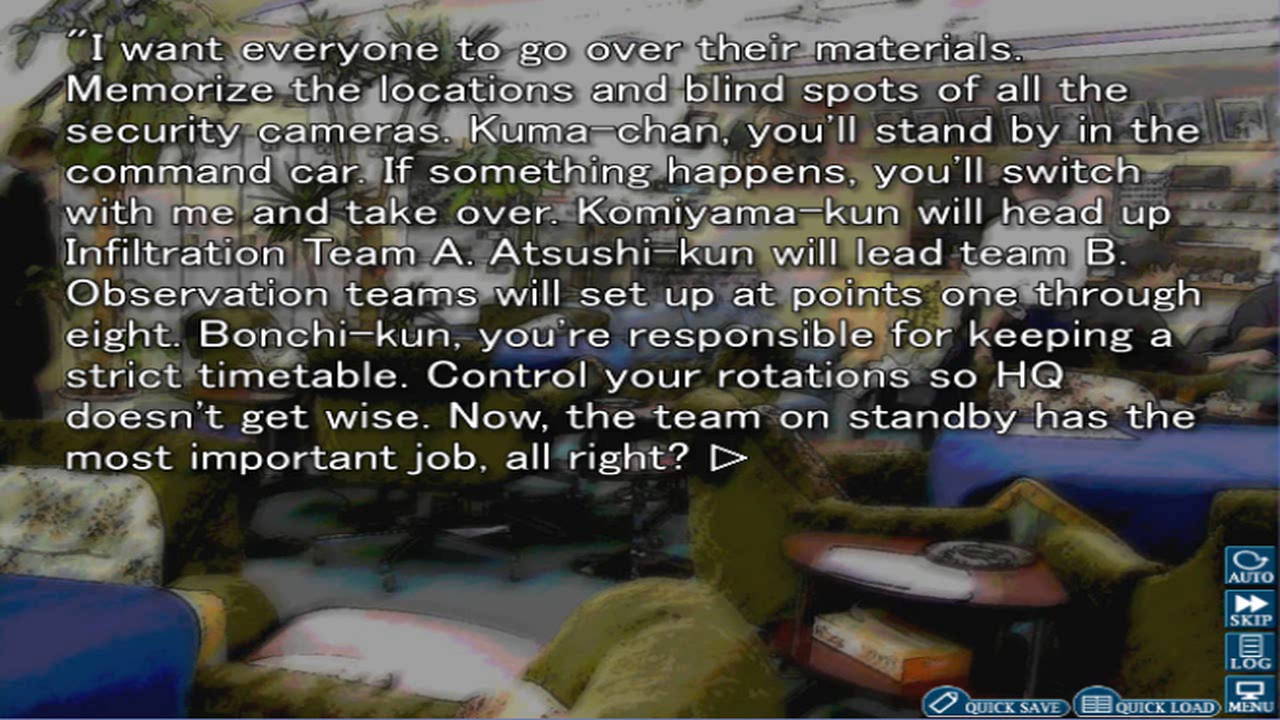 "I want everyone to go over their materials.
Memorize the locations and blind spots of all the
security cameras. Kuma-chan, you'll stand by in the
command car. If something happens, you'll switch
with me and take over. Komiyama-kun will head up
Infiltration Team A. Atsushi-kun will lead team B.
Observation teams will set up at points one through
eight. Bonchi-kun, you're responsible for keeping a
strict timetable. Control your rotations so HQ
doesn't get wise. Now, the team on standby has the
most important job, all right? ▷
AUTO
SKIP
LOG
MENU
QUICK SAVE
QUICK LOAD